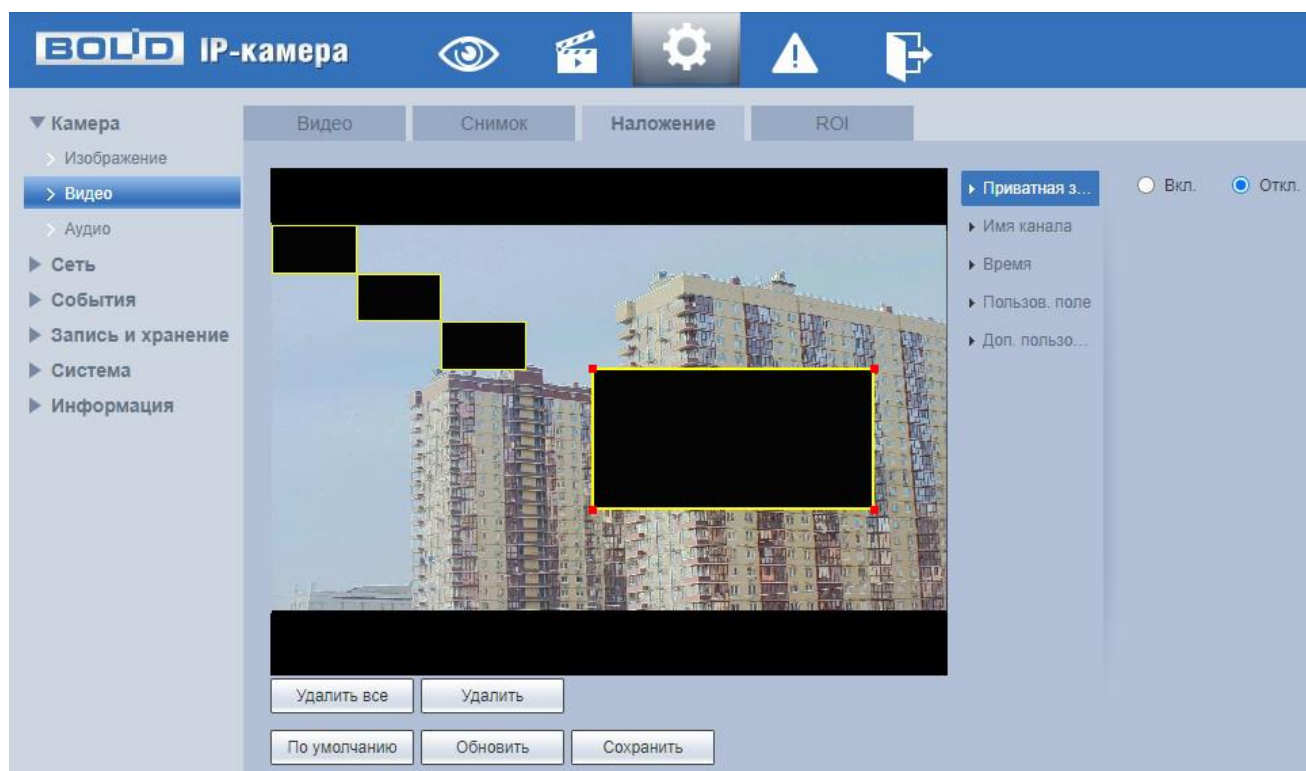 BOLID IP-камера
Камера
Изображение
Видео
Аудио
Сеть
События
Запись и хранение
Система
Информация
Видео Снимок Наложение ROI
Приватная з...
Имя канала
Время
Пользов. поле
Доп. пользо...
Вкл. Откл.
Удалить все Удалить
По умолчанию Обновить Сохранить